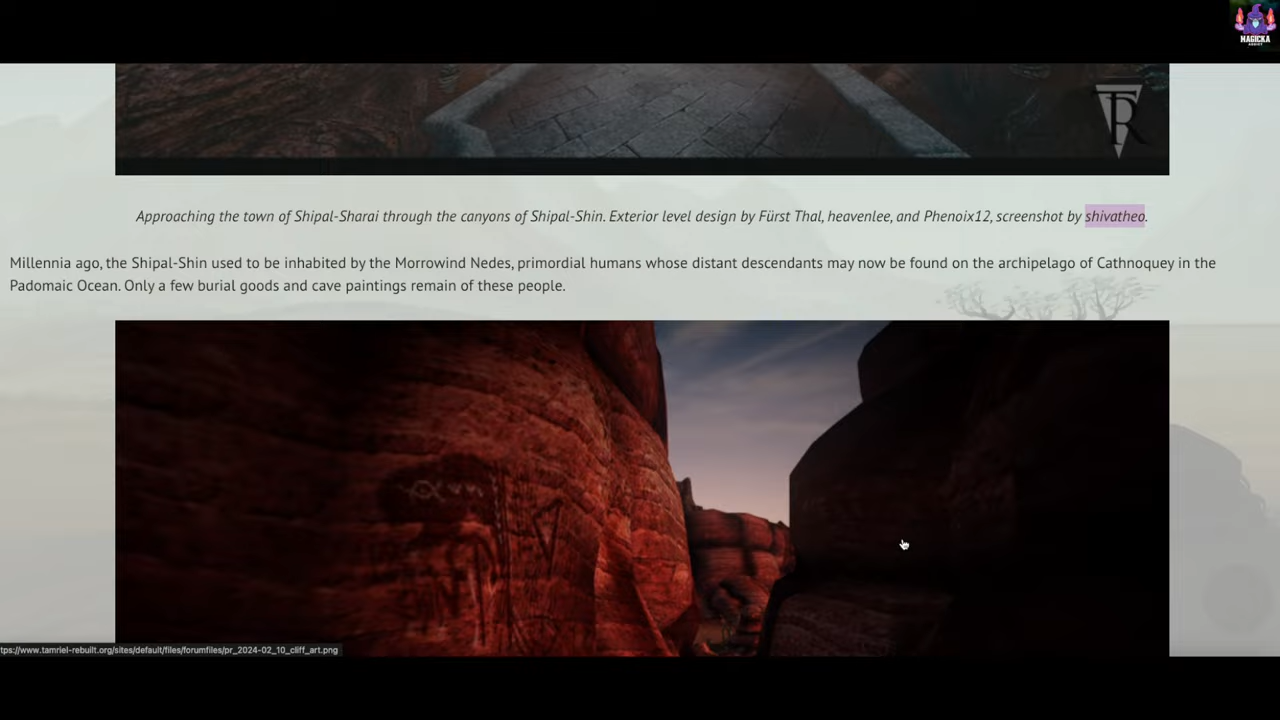 MAGICKA
ADDICT
TR
Approaching the town of Shipal-Sharai through the canyons of Shipal-Shin. Exterior level design by Fürst Thal, heavenlee, and Phenoix12, screenshot by shivatheo.
Millennia ago, the Shipal-Shin used to be inhabited by the Morrowind Nedes, primordial humans whose distant descendants may now be found on the archipelago of Cathnoquey in the
Padomaic Ocean. Only a few burial goods and cave paintings remain of these people.
tps://www.tamriel-rebuilt.org/sites/default/files/forumfiles/pr_2024-02_10_cliff_art.png